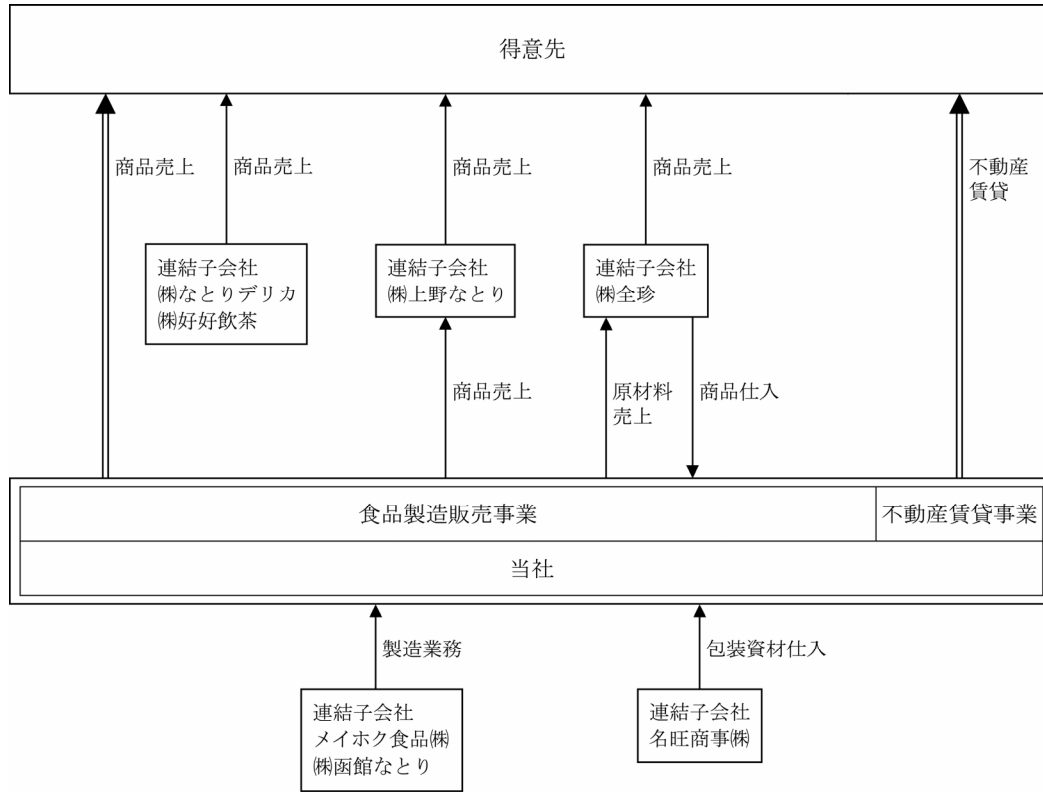 得意先
商品売上
商品売上
商品売上
商品売上
不動産
賃貸
連結子会社
㈱なとりデリカ
㈱好好飲茶
連結子会社
㈱上野なとり
連結子会社
㈱全珍
商品売上
原材料
売上
商品仕入
食品製造販売事業
不動産賃貸事業
当社
製造業務
包装資材仕入
連結子会社
メイホク食品㈱
㈱函館なとり
連結子会社
名旺商事㈱